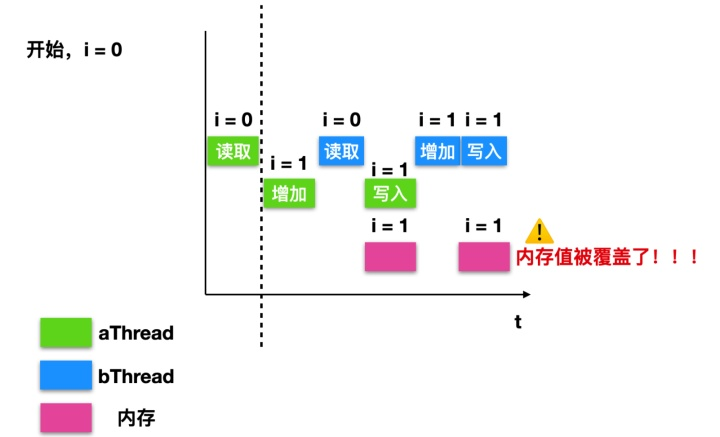 开始，i = 0
i = 0
i = 0
i = 1 i = 1
读取
读取
增加 写入
i = 1
i = 1
增加
写入
i = 1
i = 1
内存值被覆盖了！！！
t
aThread
bThread
内存